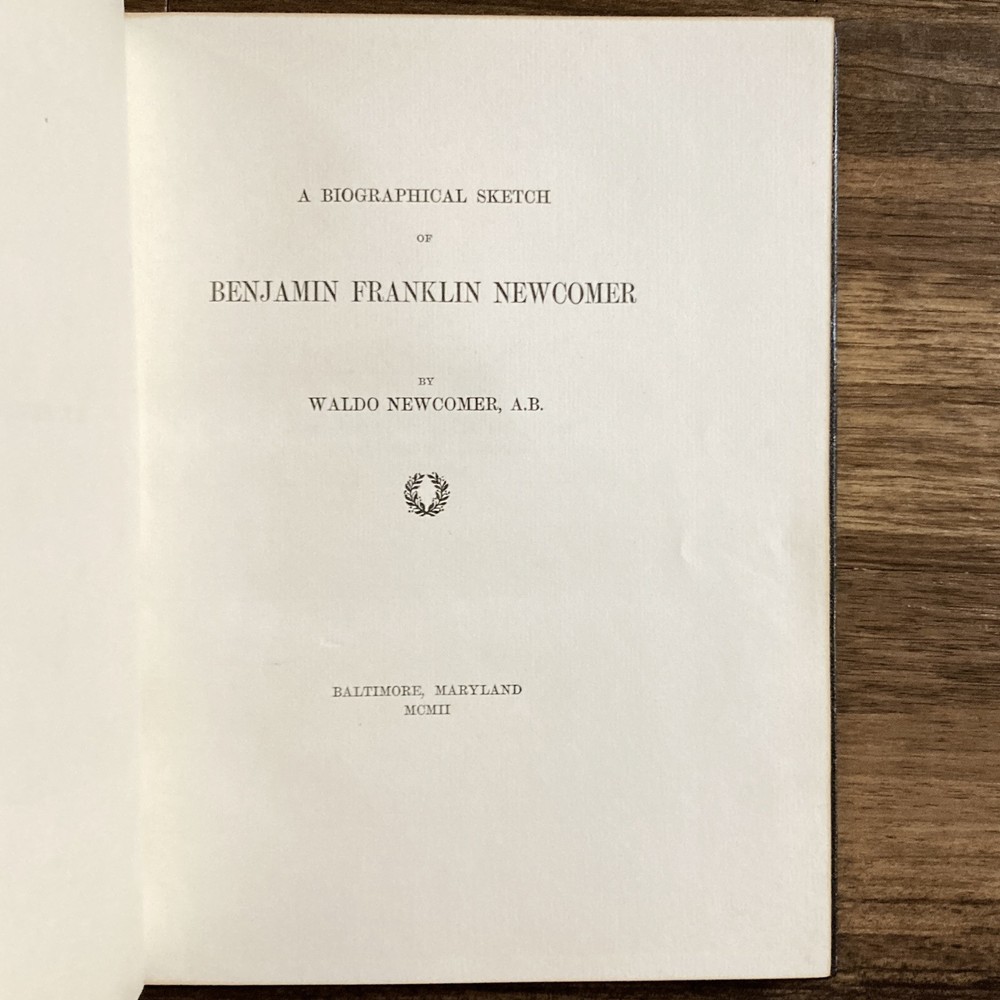 A BIOGRAPHICAL SKETCH
OF
BENJAMIN FRANKLIN NEWCOMER
BY
WALDO NEWCOMER, A.B.
BALTIMORE, MARYLAND
MCMII